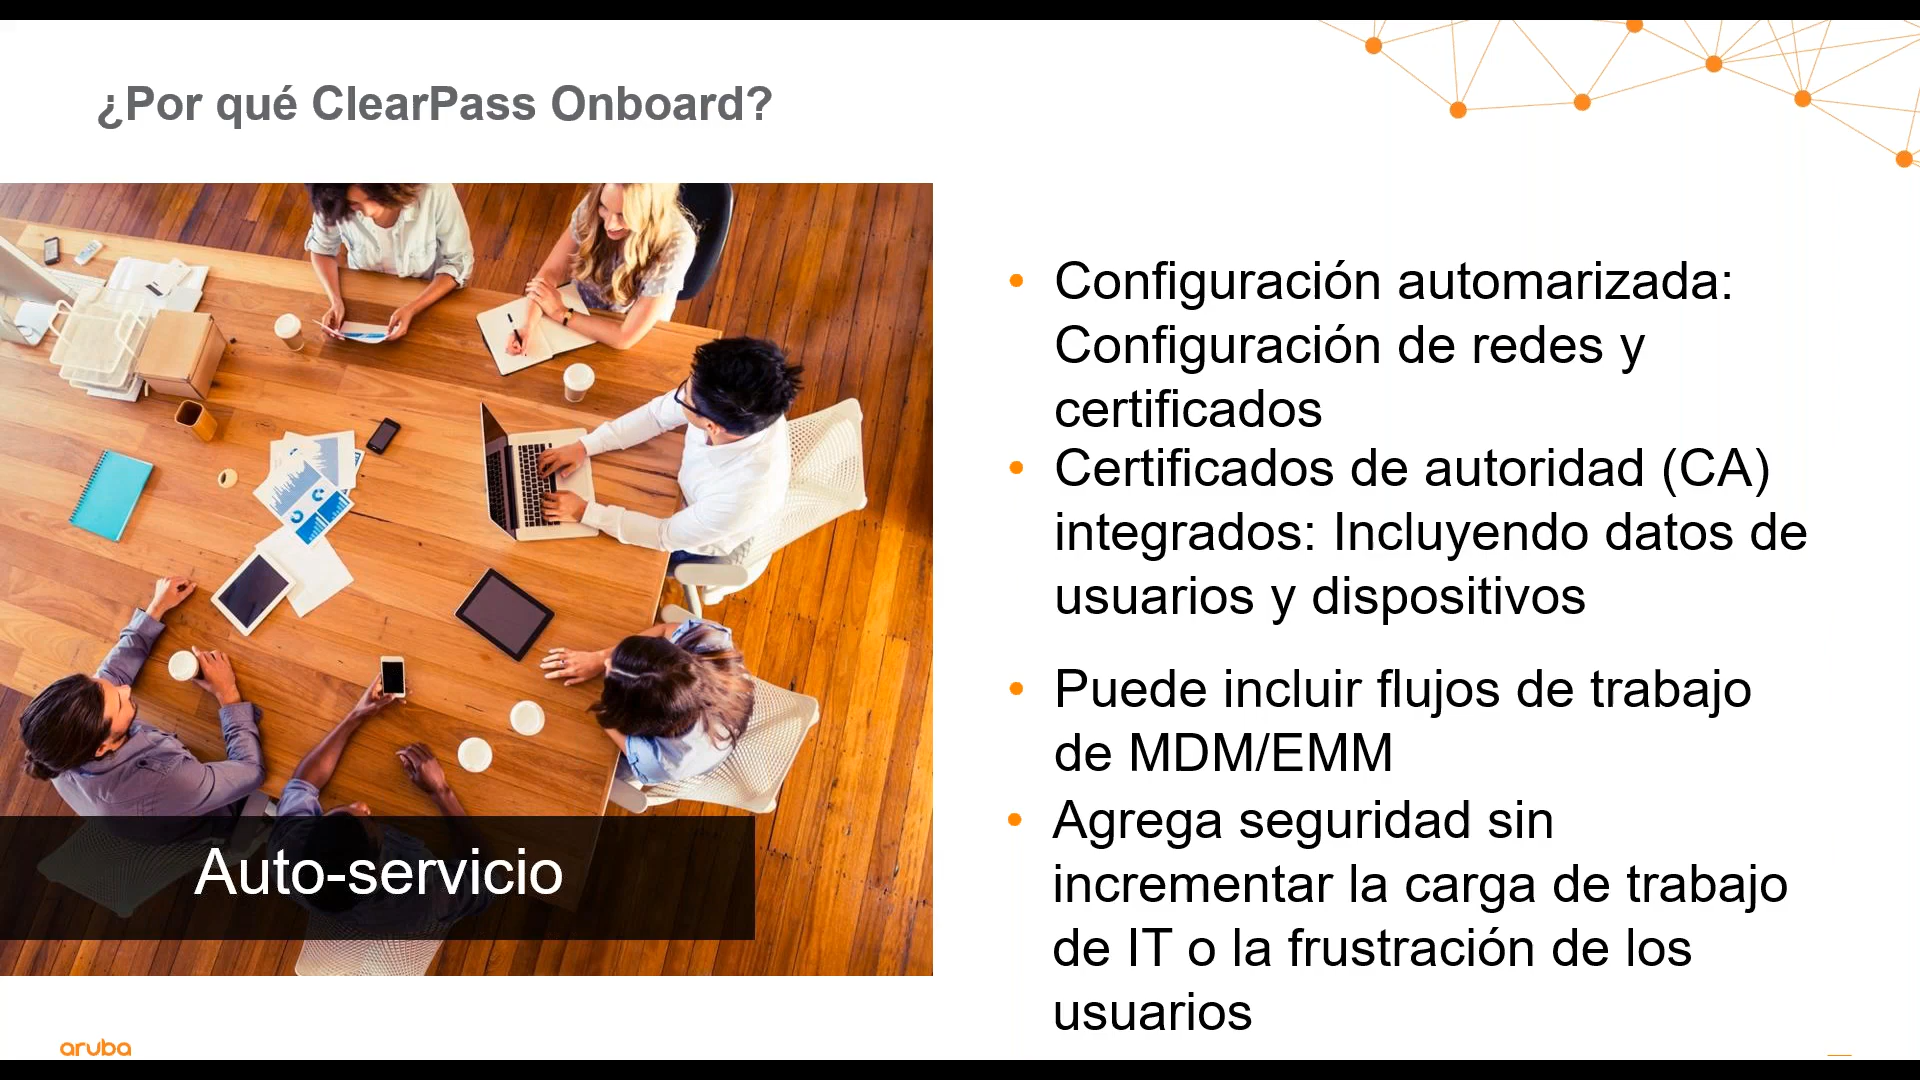 ¿Por qué ClearPass Onboard?
• Configuración automarizada:
Configuración de redes y
certificados
• Certificados de autoridad (CA)
integrados: Incluyendo datos de
usuarios y dispositivos
• Puede incluir flujos de trabajo
de MDM/EMM
• Agrega seguridad sin
incrementar la carga de trabajo
de IT o la frustración de los
usuarios
Auto-servicio
aruba